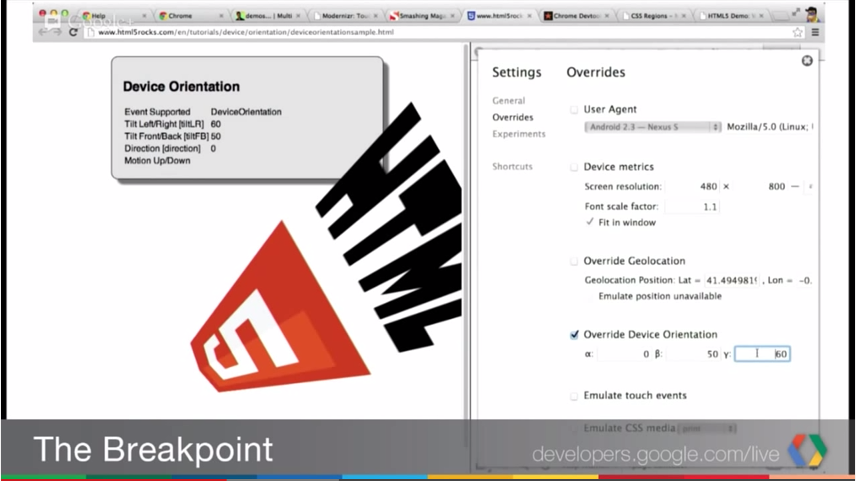 Google+
Help
Chrome
demos... | Multi
Modernizr: Tou
Smashing Mag
www.html5rock
Chrome Devtoo
CSS Regions –
HTML5 Demo:
www.html5rocks.com/en/tutorials/device/orientation/deviceorientationsample.html
Device Orientation
Event Supported DeviceOrientation
Tilt Left/Right [tiltLR] 60
Tilt Front/Back [tiltFB] 50
Direction [direction] 0
Motion Up/Down
HTML
5
Settings
General
Overrides
Experiments
Shortcuts
Overrides
User Agent
Android 2.3 — Nexus S Mozilla/5.0 (Linux;
Device metrics
Screen resolution: 480 × 800 —
Font scale factor: 1.1
Fit in window
Override Geolocation
Geolocation Position: Lat = 41.4949819 , Lon = -0.
Emulate position unavailable
Override Device Orientation
α: 0 β: 50 γ: 60
Emulate touch events
Emulate CSS media print
The Breakpoint
developers.google.com/live